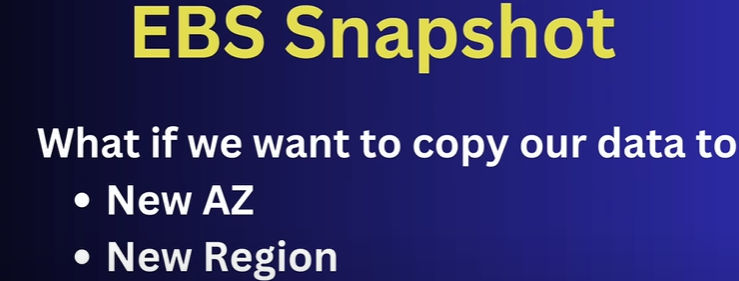 EBS Snapshot
What if we want to copy our data to
• New AZ
• New Region